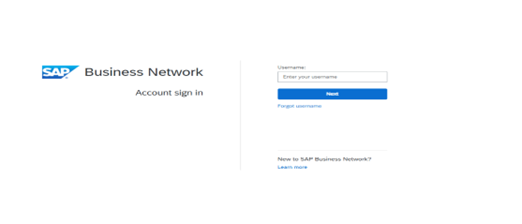 SAP Business Network
Account sign in
Username:
Enter your username
Next
Forgot username
New to SAP Business Network?
Learn more